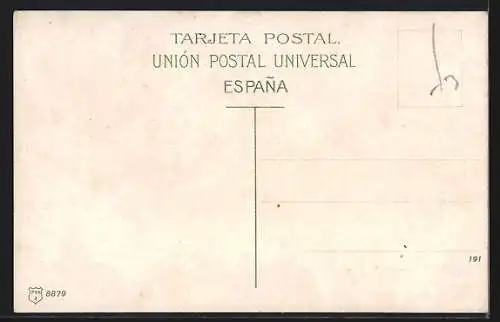 TARJETA POSTAL.
UNIÓN POSTAL UNIVERSAL
ESPAÑA
191
8879